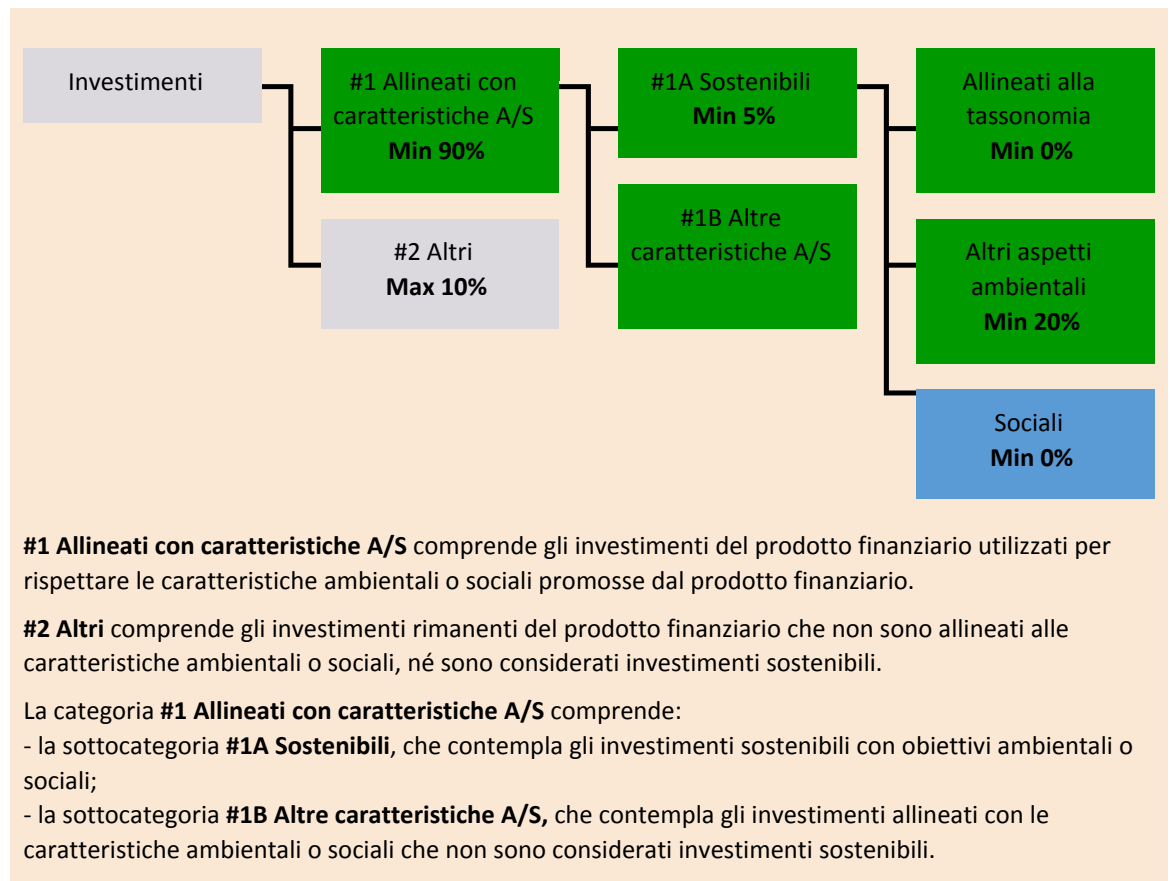 Investimenti
#1 Allineati con
caratteristiche A/S
Min 90%
#2 Altri
Max 10%
#1A Sostenibili
Min 5%
#1B Altre
caratteristiche A/S
Allineati alla
tassonomia
Min 0%
Altri aspetti
ambientali
Min 20%
Sociali
Min 0%
#1 Allineati con caratteristiche A/S comprende gli investimenti del prodotto finanziario utilizzati per
rispettare le caratteristiche ambientali o sociali promosse dal prodotto finanziario.
#2 Altri comprende gli investimenti rimanenti del prodotto finanziario che non sono allineati alle
caratteristiche ambientali o sociali, né sono considerati investimenti sostenibili.
La categoria #1 Allineati con caratteristiche A/S comprende:
- la sottocategoria #1A Sostenibili, che contempla gli investimenti sostenibili con obiettivi ambientali o
sociali;
- la sottocategoria #1B Altre caratteristiche A/S, che contempla gli investimenti allineati con le
caratteristiche ambientali o sociali che non sono considerati investimenti sostenibili.